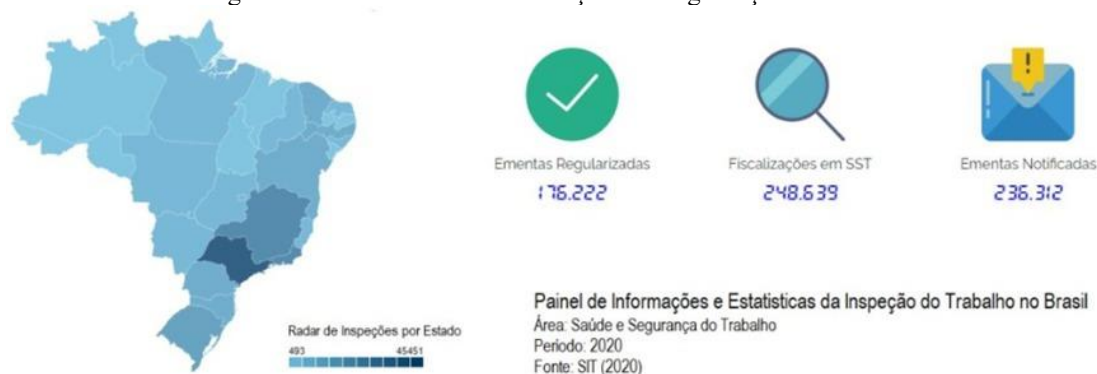 Ementas Regularizadas
176.222
Fiscalizações em SST
248.639
Ementas Notificadas
236.312
Radar de Inspeções por Estado
493 45451
Painel de Informações e Estatisticas da Inspeção do Trabalho no Brasil
Área: Saúde e Segurança do Trabalho
Periodo: 2020
Fonte: SIT (2020)